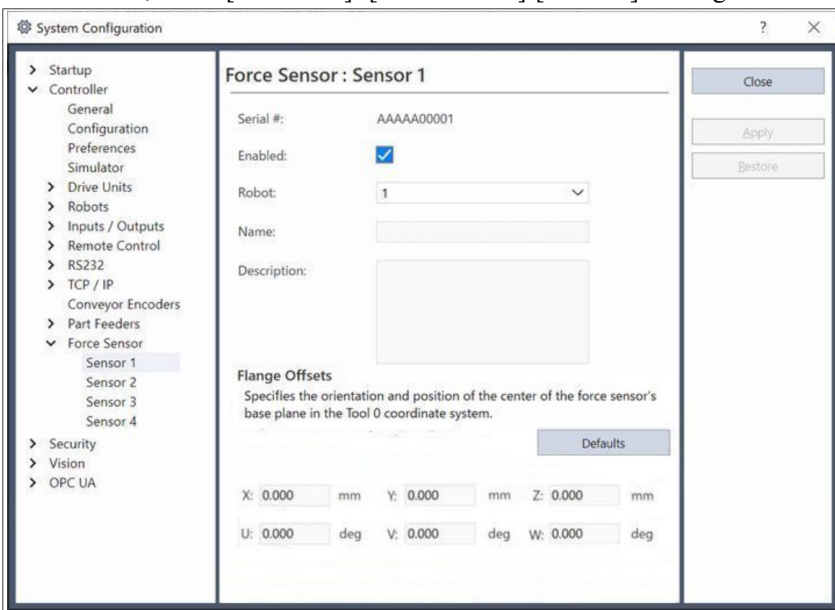 System Configuration
?
Startup
Controller
General
Configuration
Preferences
Simulator
Drive Units
Robots
Inputs / Outputs
Remote Control
RS232
TCP / IP
Conveyor Encoders
Part Feeders
Force Sensor
Sensor 1
Sensor 2
Sensor 3
Sensor 4
Security
Vision
OPC UA
Force Sensor : Sensor 1
Serial #: AAAAA00001
Enabled:
Robot: 1
Name:
Description:
Flange Offsets
Specifies the orientation and position of the center of the force sensor's
base plane in the Tool 0 coordinate system.
Defaults
X: 0.000 mm Y: 0.000 mm Z: 0.000 mm
U: 0.000 deg V: 0.000 deg W: 0.000 deg
Close
Apply
Restore